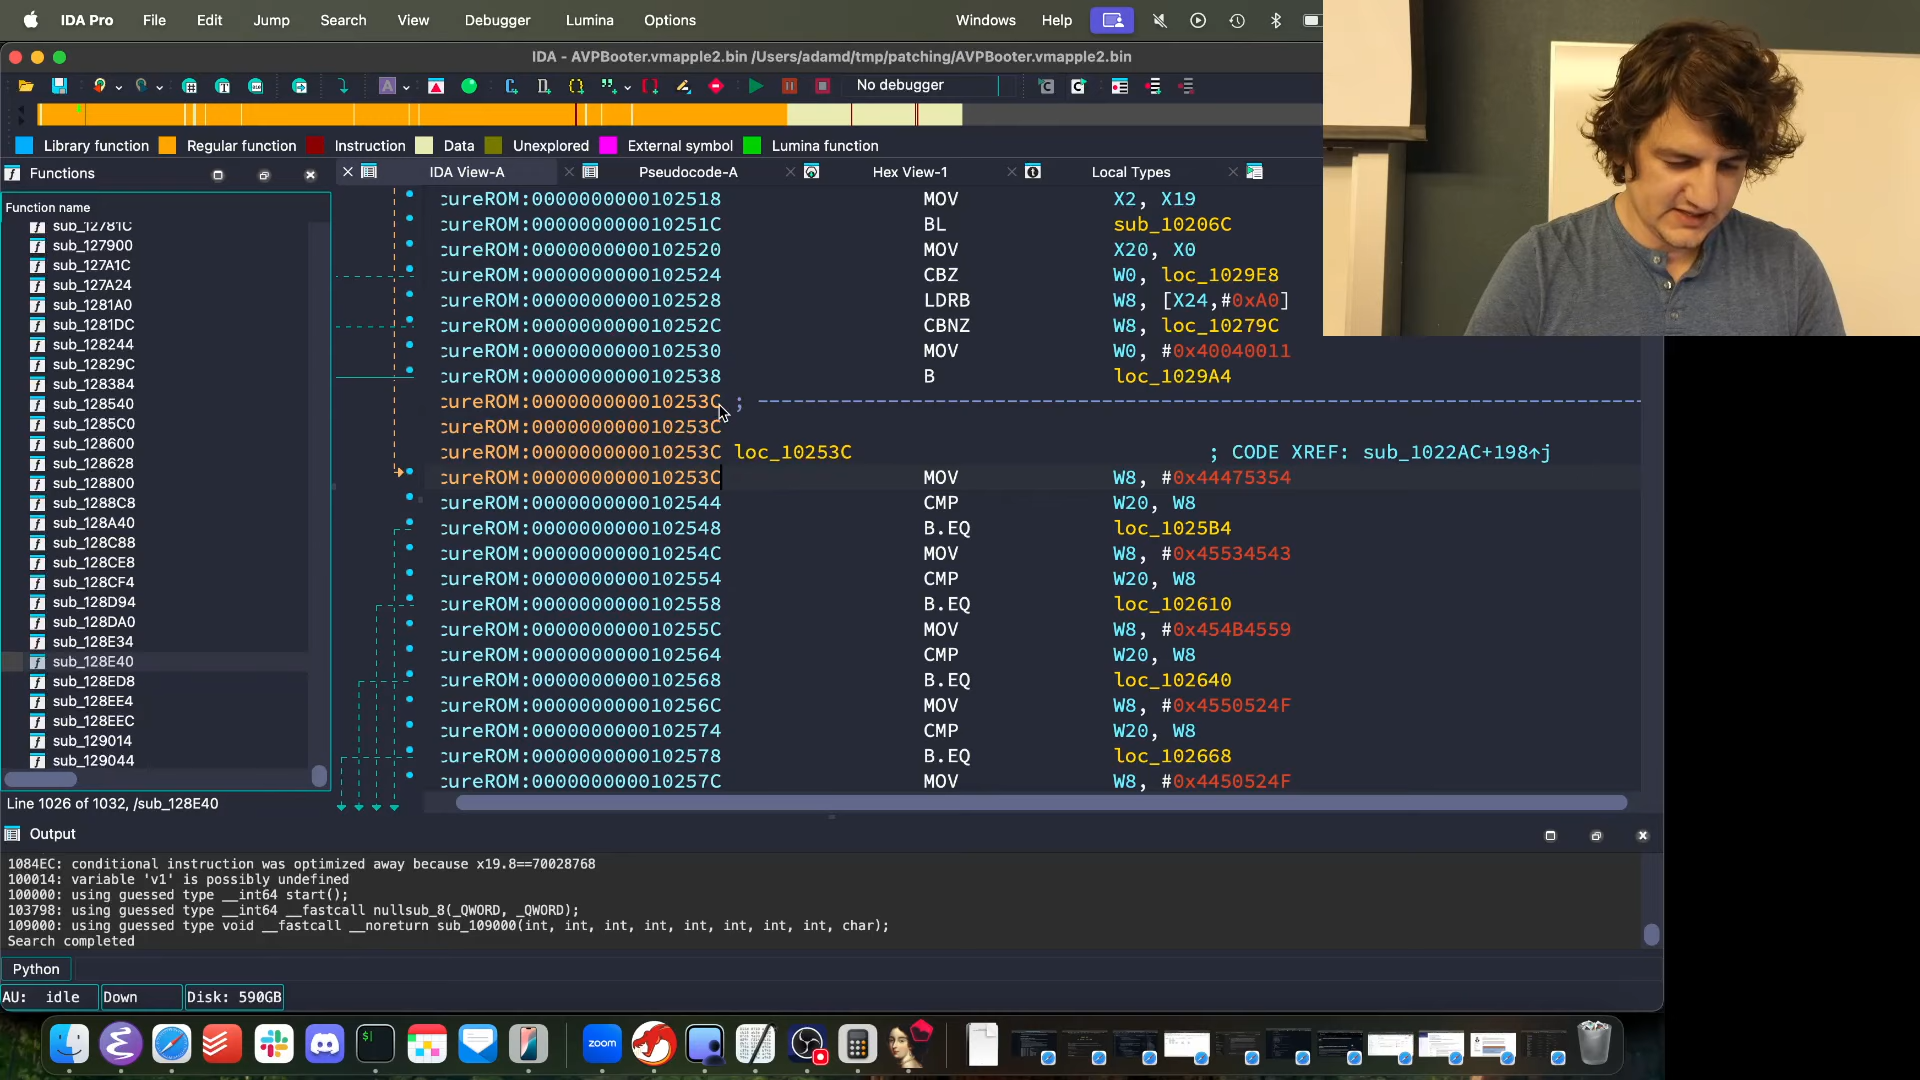 IDA Pro File Edit Jump Search View Debugger Lumina Options Windows Help
IDA - AVPBooter.vmapple2.bin /Users/adamd/tmp/patching/AVPBooter.vmapple2.bin
No debugger
Library function Regular function Instruction Data Unexplored External symbol Lumina function
Functions
IDA View-A Pseudocode-A Hex View-1 Local Types
Function name
sub_12781C
sub_127900
sub_127A1C
sub_127A24
sub_1281A0
sub_1281DC
sub_128244
sub_12829C
sub_128384
sub_128540
sub_1285C0
sub_128600
sub_128628
sub_128800
sub_1288C8
sub_128A40
sub_128C88
sub_128CE8
sub_128CF4
sub_128D94
sub_128DA0
sub_128E34
sub_128E40
sub_128ED8
sub_128EE4
sub_128EEC
sub_129014
sub_129044
Line 1026 of 1032, /sub_128E40
cureROM:0000000000102518 MOV X2, X19
cureROM:000000000010251C BL sub_10206C
cureROM:0000000000102520 MOV X20, X0
cureROM:0000000000102524 CBZ W0, loc_1029E8
cureROM:0000000000102528 LDRB W8, [X24,#0xA0]
cureROM:000000000010252C CBNZ W8, loc_10279C
cureROM:0000000000102530 MOV W0, #0x40040011
cureROM:0000000000102538 B loc_1029A4
cureROM:000000000010253C ; ---------------------------------------------------------------------------
cureROM:000000000010253C
cureROM:000000000010253C loc_10253C ; CODE XREF: sub_1022AC+198↑j
cureROM:000000000010253C MOV W8, #0x44475354
cureROM:0000000000102544 CMP W20, W8
cureROM:0000000000102548 B.EQ loc_1025B4
cureROM:000000000010254C MOV W8, #0x45534543
cureROM:0000000000102554 CMP W20, W8
cureROM:0000000000102558 B.EQ loc_102610
cureROM:000000000010255C MOV W8, #0x454B4559
cureROM:0000000000102564 CMP W20, W8
cureROM:0000000000102568 B.EQ loc_102640
cureROM:000000000010256C MOV W8, #0x4550524F
cureROM:0000000000102574 CMP W20, W8
cureROM:0000000000102578 B.EQ loc_102668
cureROM:000000000010257C MOV W8, #0x4450524F
Output
1084EC: conditional instruction was optimized away because x19.8==70028768
100014: variable 'v1' is possibly undefined
100000: using guessed type __int64 start();
103798: using guessed type __int64 __fastcall nullsub_8(_QWORD, _QWORD);
109000: using guessed type void __fastcall __noreturn sub_109000(int, int, int, int, int, int, int, char);
Search completed
Python
AU: idle Down Disk: 590GB
zoom